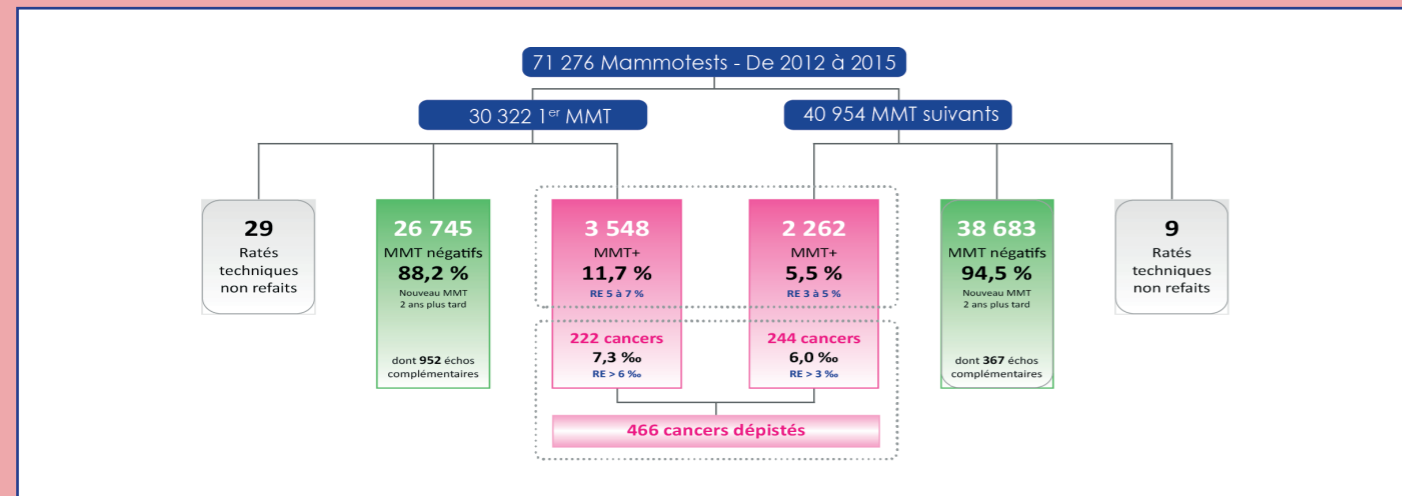 71 276 Mammotests - De 2012 à 2015
30 322 1er MMT
40 954 MMT suivants
29
Ratés
techniques
non refaits
26 745
MMT négatifs
88,2 %
Nouveau MMT
2 ans plus tard
dont 952 échos
complémentaires
3 548
MMT+
11,7 %
RE 5 à 7 %
222 cancers
7,3 ‰
RE > 6 ‰
2 262
MMT+
5,5 %
RE 3 à 5 %
244 cancers
6,0 ‰
RE > 3 ‰
38 683
MMT négatifs
94,5 %
Nouveau MMT
2 ans plus tard
dont 367 échos
complémentaires
9
Ratés
techniques
non refaits
466 cancers dépistés